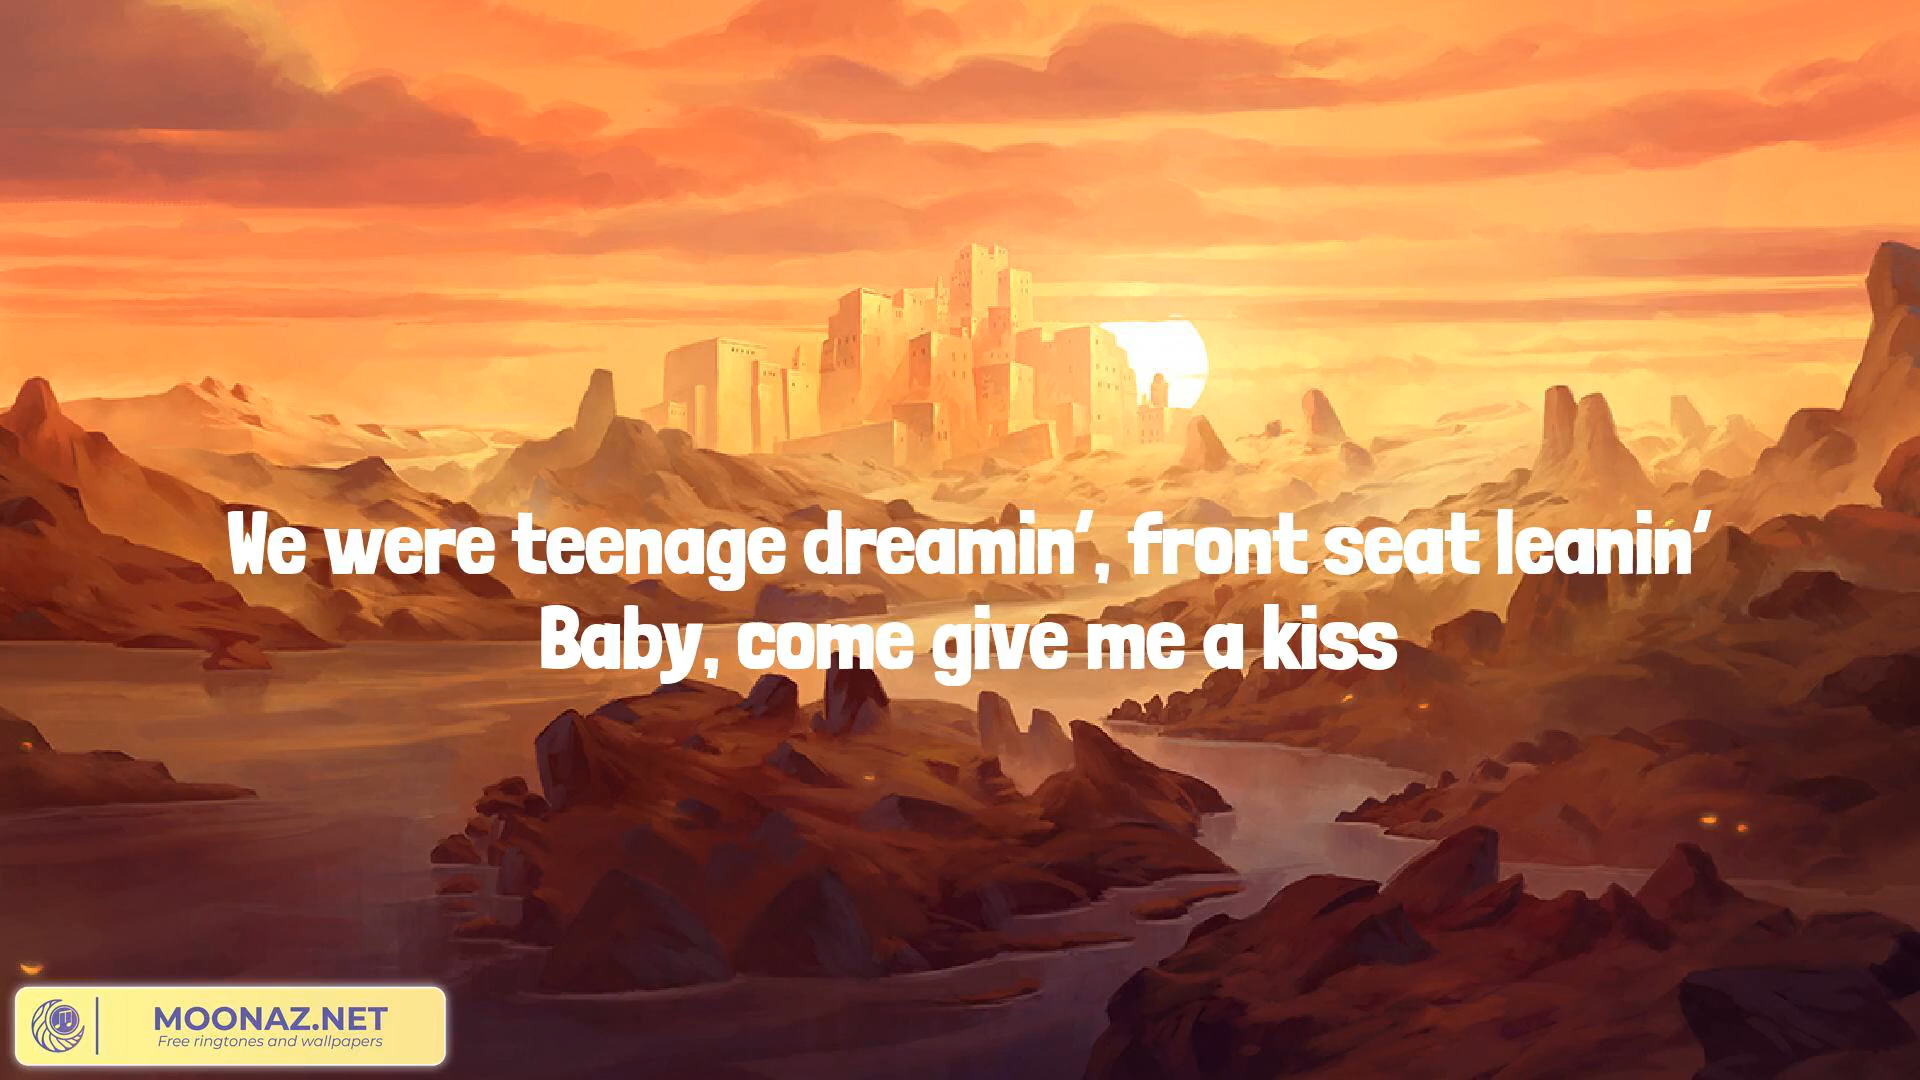 We were teenage dreamin', front seat leanin'
Baby, come give me a kiss
MOONAZ.NET
Free ringtones and wallpapers